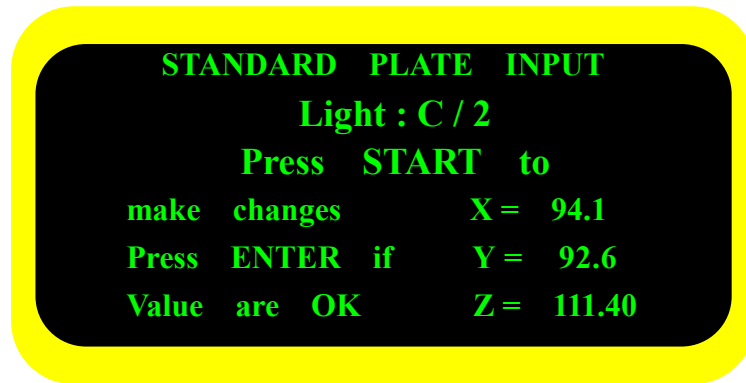 STANDARD PLATE INPUT
Light : C / 2
Press START to
make changes X = 94.1
Press ENTER if Y = 92.6
Value are OK Z = 111.40